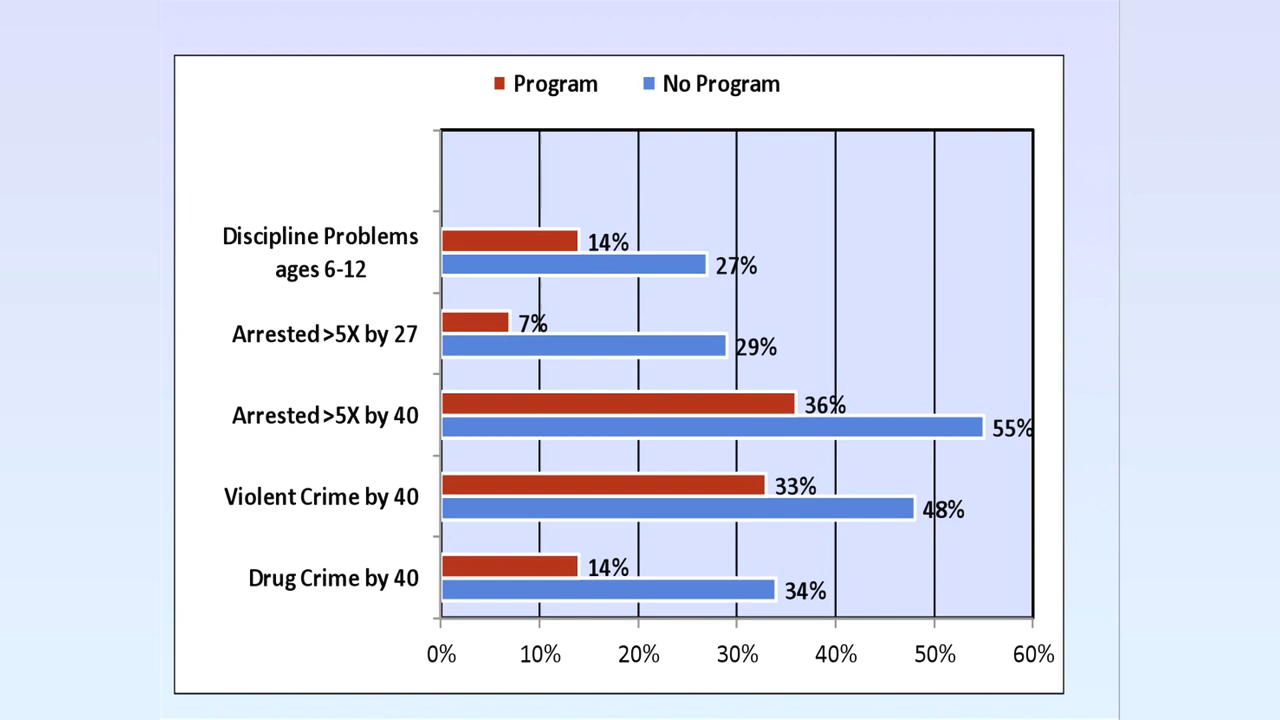 Program No Program
Discipline Problems
ages 6-12
14%
27%
Arrested >5X by 27
7%
29%
Arrested >5X by 40
36%
55%
Violent Crime by 40
33%
48%
Drug Crime by 40
14%
34%
0% 10% 20% 30% 40% 50% 60%